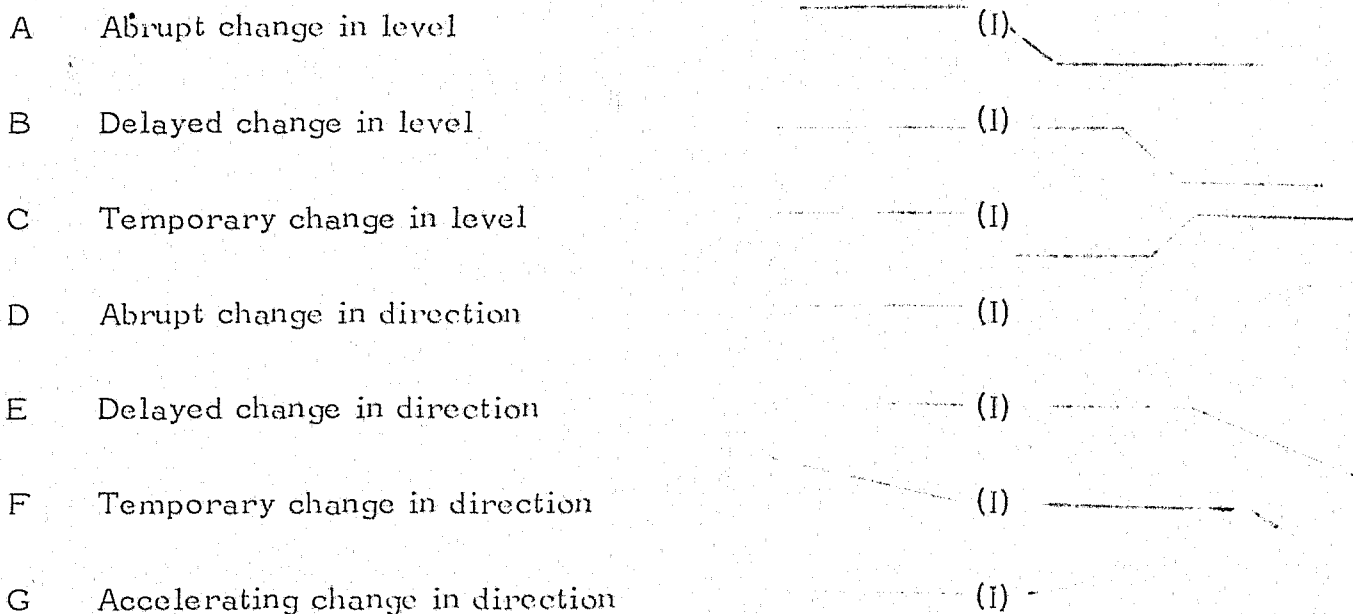 A Abrupt change in level (I)
B Delayed change in level (I)
C Temporary change in level (I)
D Abrupt change in direction (I)
E Delayed change in direction (I)
F Temporary change in direction (I)
G Accelerating change in direction (I)